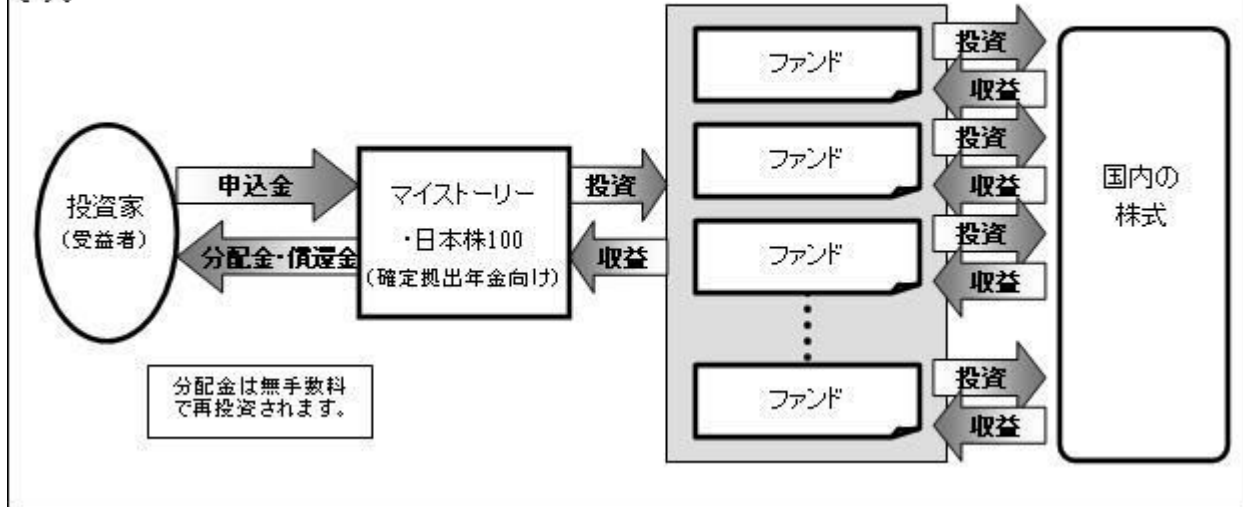 投資家
（受益者）
申込金
分配金・償還金
マイストーリー
・日本株100
（確定拠出年金向け）
投資
収益
ファンド
投資
収益
ファンド
投資
収益
ファンド
投資
収益
ファンド
投資
収益
国内の
株式
分配金は無手数料
で再投資されます。